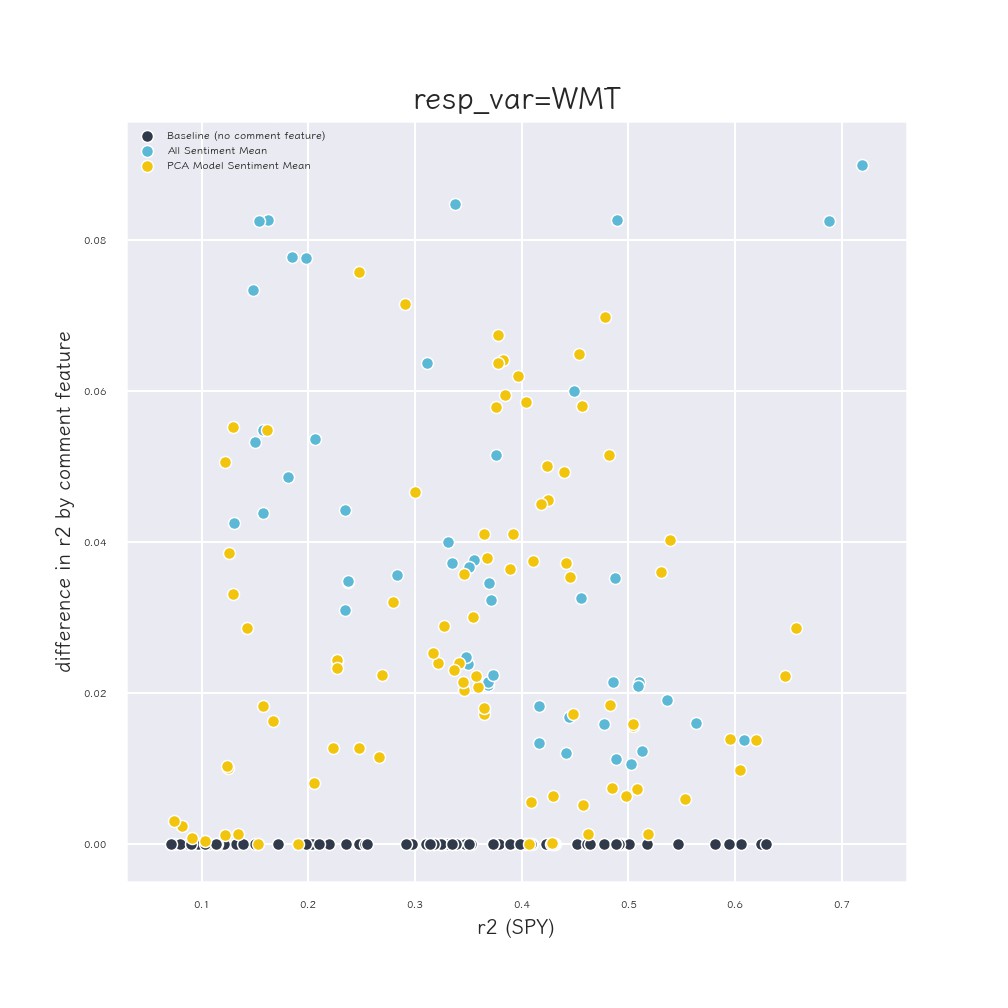 resp_var=WMT
Baseline (no comment feature)
All Sentiment Mean
PCA Model Sentiment Mean
difference in r2 by comment feature
0.08
0.06
0.04
0.02
0.00
0.1 0.2 0.3 0.4 0.5 0.6 0.7
r2 (SPY)